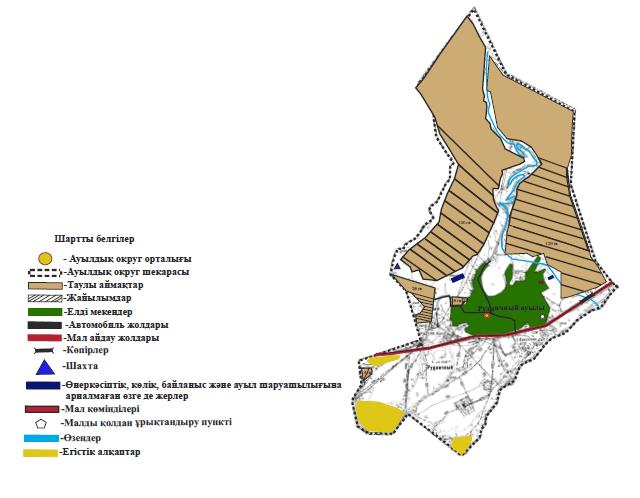 Шартты белгілер
- Ауылдық округ орталығы
-Ауылдық округ шекарасы
-Таулы аймақтар
-Жайылымдар
-Елді мекендер
-Автомобиль жолдары
-Мал айдау жолдары
-Көпірлер
-Шахта
-Өнеркәсіптік, көлік, байланыс және ауыл шаруашылығына
арналмаған өзге де жерлер
-Мал көмінділері
-Малды қолдан ұрықтандыру пункті
-Өзендер
-Егістік алқаптар
Рудничный ауылы
Рудничный